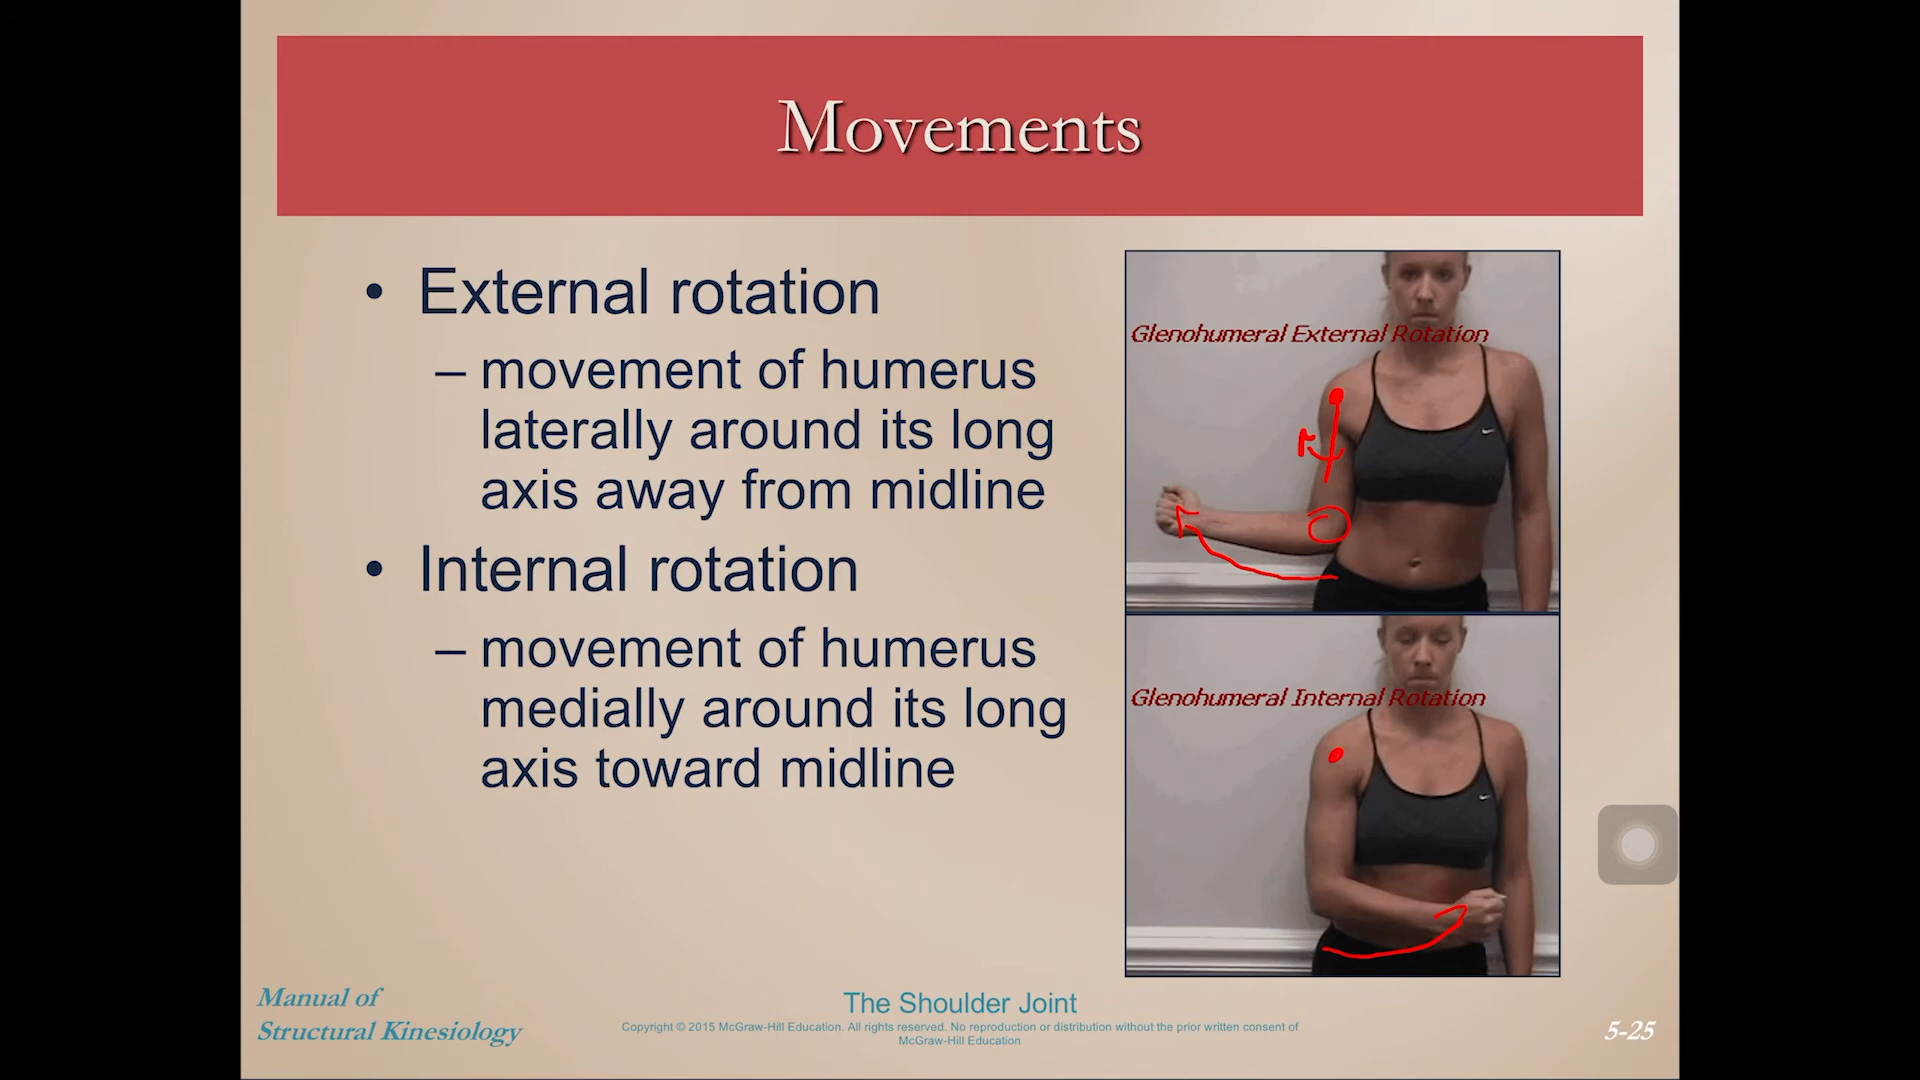 Movements
• External rotation
– movement of humerus
laterally around its long
axis away from midline
• Internal rotation
– movement of humerus
medially around its long
axis toward midline
Glenohumeral External Rotation
Glenohumeral Internal Rotation
Manual of
Structural Kinesiology
The Shoulder Joint
Copyright © 2015 McGraw-Hill Education. All rights reserved. No reproduction or distribution without the prior written consent of
McGraw-Hill Education
5-25